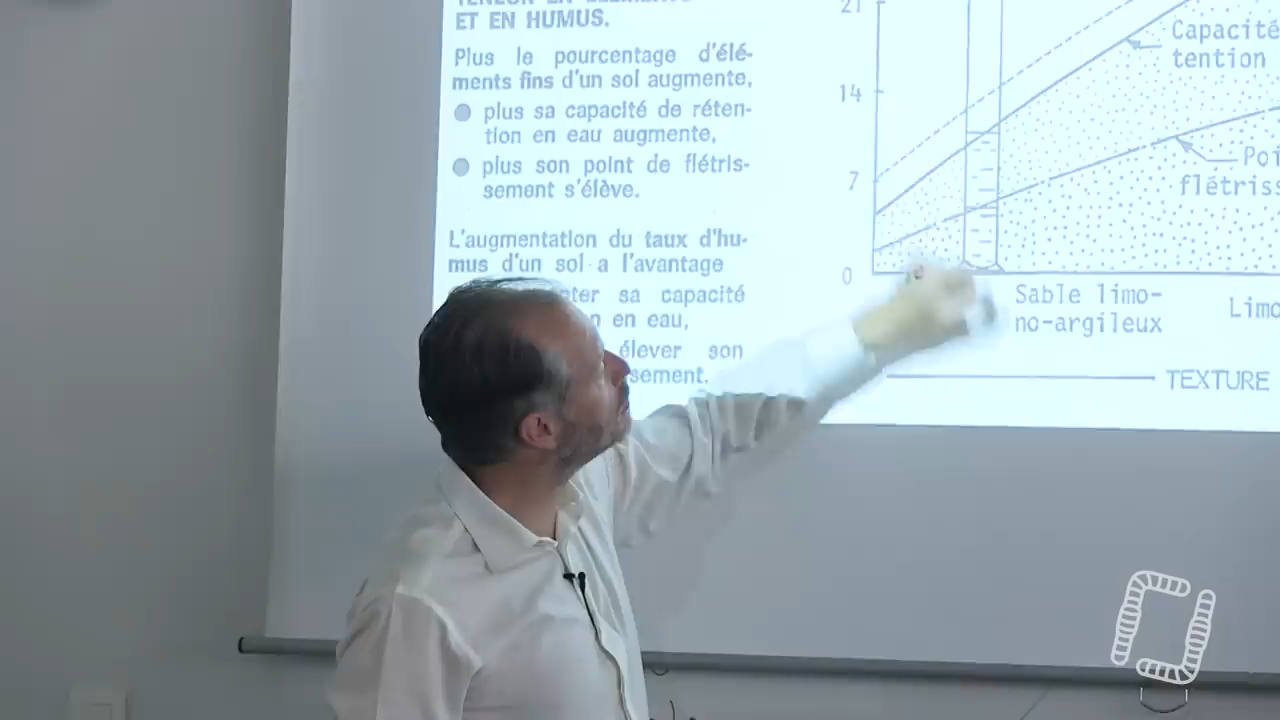 ET EN HUMUS.
Plus le pourcentage d'élé-
ments fins d'un sol augmente,
plus sa capacité de réten-
tion en eau augmente,
plus son point de flétris-
sement s'élève.
L'augmentation du taux d'hu-
mus d'un sol a l'avantage
ter sa capacité
n en eau,
élever son
sement.
21
14
7
0
Capacité
tention
Poi
flétriss
Sable limo-
no-argileux
Limo
TEXTURE